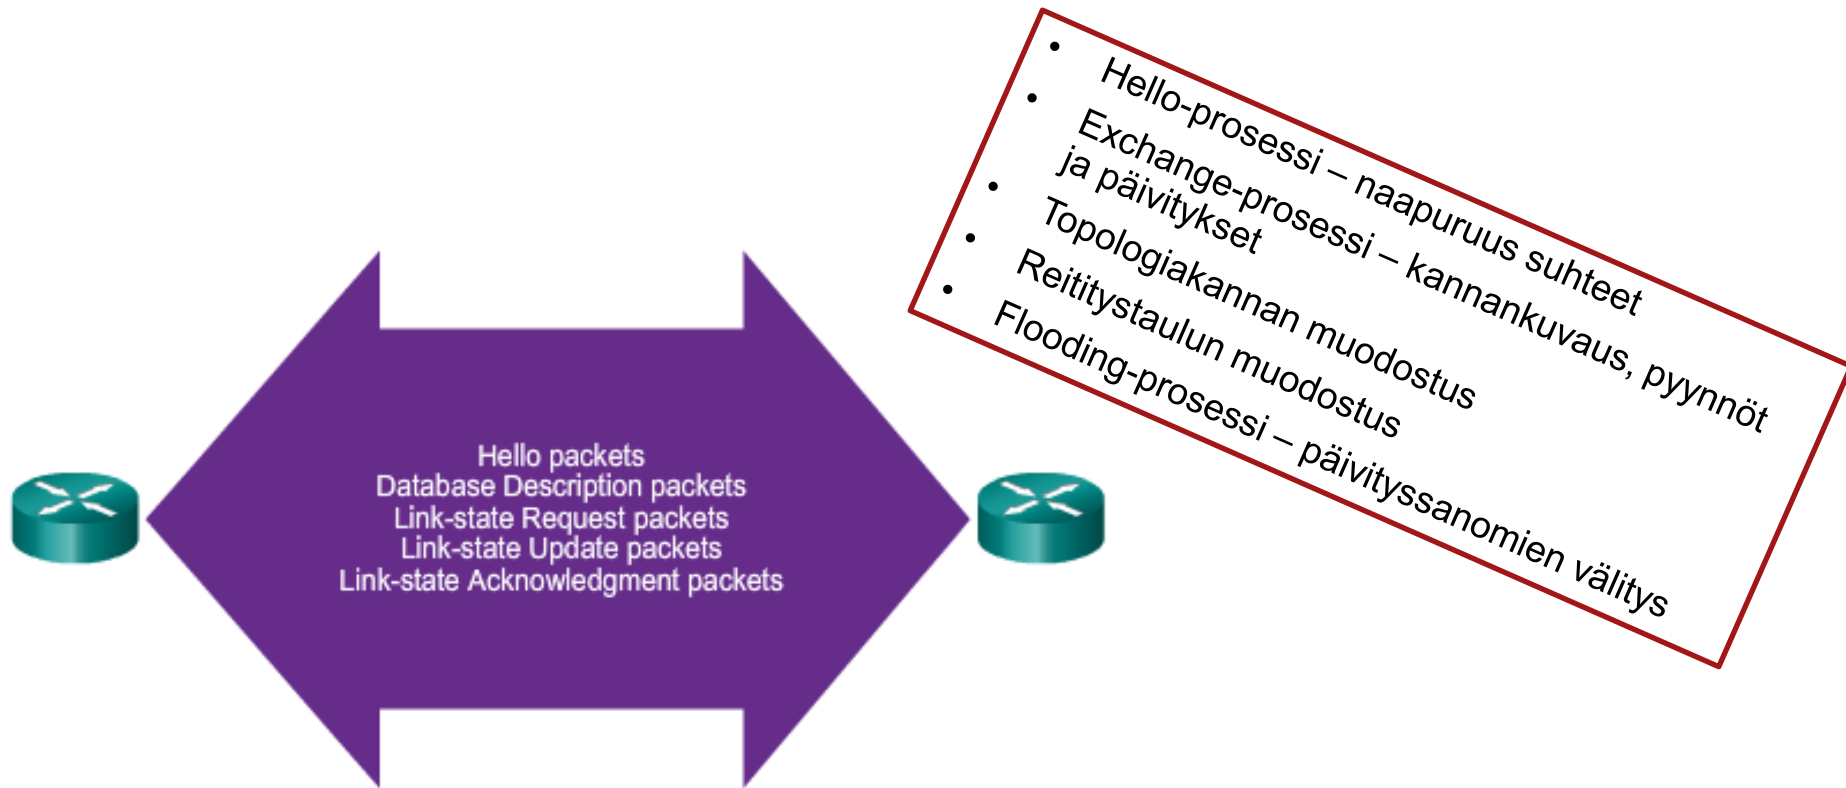 • Hello-prosessi – naapuruus suhteet
• Exchange-prosessi – kannankuvaus, pyynnöt
ja päivitykset
• Topologiakannan muodostus
• Reititystaulun muodostus
• Flooding-prosessi – päivityssanomien välitys
Hello packets
Database Description packets
Link-state Request packets
Link-state Update packets
Link-state Acknowledgment packets